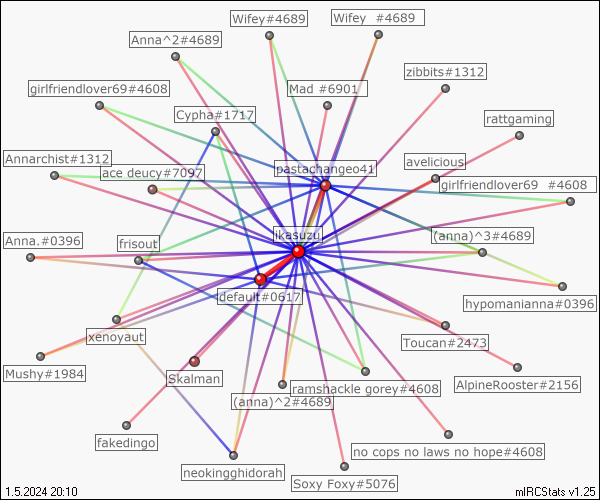 Wifey#4689
Wifey  #4689
Anna^2#4689
zibbits#1312
girlfriendlover69#4608
Mad #6901
Cypha#1717
rattgaming
Annarchist#1312
ace deucy#7097
pastachangeo41
avelicious
girlfriendlover69  #4608
Anna.#0396
frisout
jkasuzu
(anna)^3#4689
default#0617
hypomanianna#0396
xenoyaut
Toucan#2473
Mushy#1984
Skalman
ramshackle gorey#4608
AlpineRooster#2156
(anna)^2#4689
fakedingo
no cops no laws no hope#4608
neokingghidorah
Soxy Foxy#5076
1.5.2024 20:10
mIRCStats v1.25